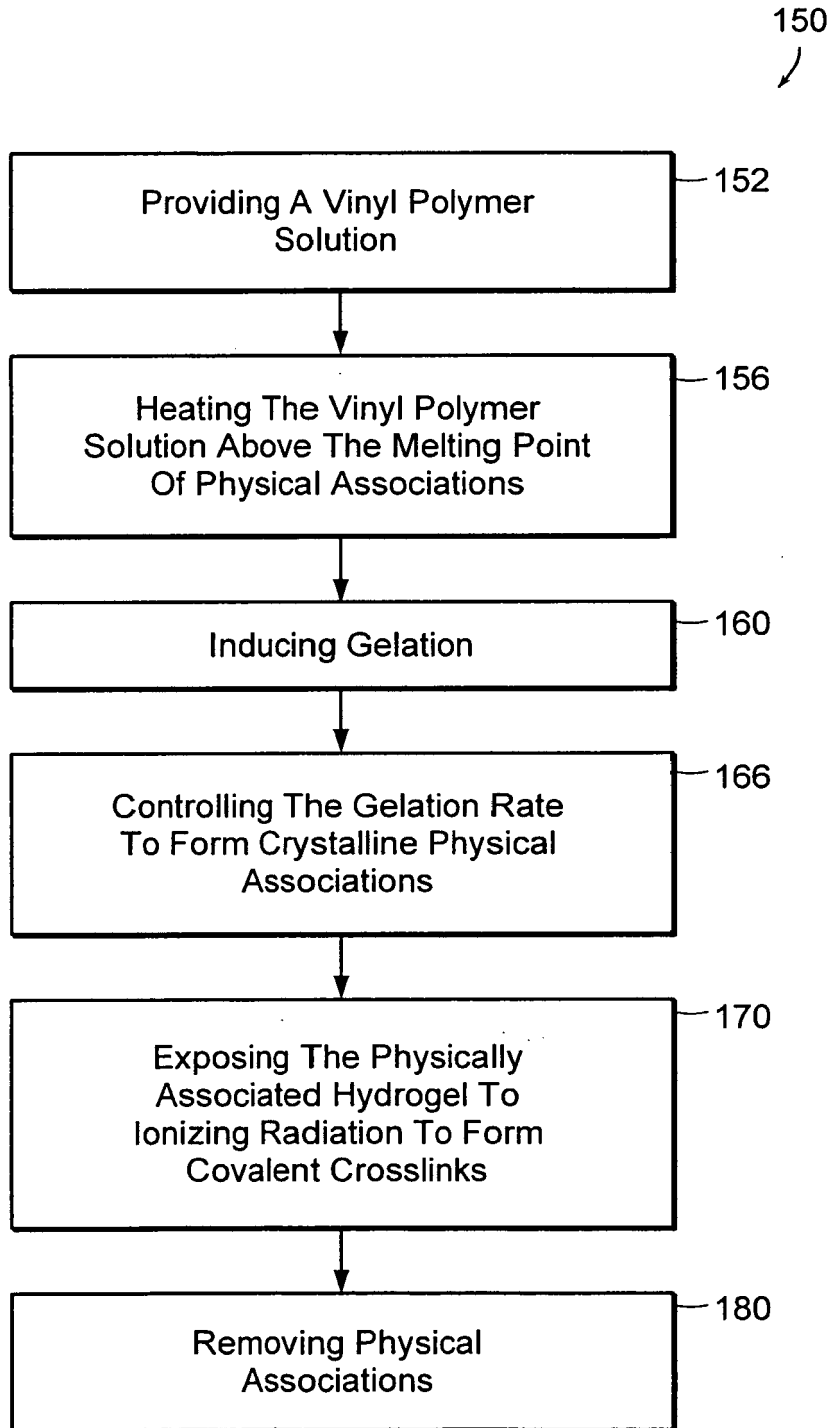 150
152
Providing A Vinyl Polymer
Solution
156
Heating The Vinyl Polymer
Solution Above The Melting Point
Of Physical Associations
160
Inducing Gelation
166
Controlling The Gelation Rate
To Form Crystalline Physical
Associations
170
Exposing The Physically
Associated Hydrogel To
Ionizing Radiation To Form
Covalent Crosslinks
180
Removing Physical
Associations